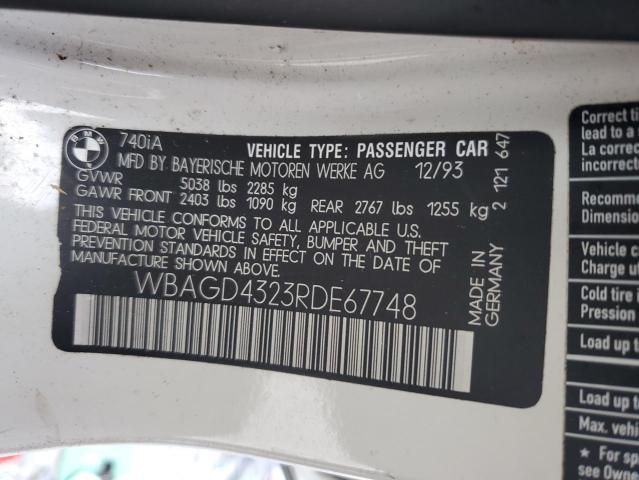 BMW
740iA
VEHICLE TYPE: PASSENGER CAR
MFD BY BAYERISCHE MOTOREN WERKE AG 12/93
GVWR 5038 lbs 2285 kg
GAWR FRONT 2403 lbs 1090 kg REAR 2767 lbs 1255 kg
THIS VEHICLE CONFORMS TO ALL APPLICABLE U.S.
FEDERAL MOTOR VEHICLE SAFETY, BUMPER AND THEFT
PREVENTION STANDARDS IN EFFECT ON THE DATE OF
MANUFACTURE SHOWN ABOVE.
WBAGD4323RDE67748
MADE IN
GERMANY
2 121 647
Correct ti
lead to a
La correc
incorrect
Recomme
Dimension
Vehicle c
Charge u
Cold tire i
Pression
Load up t
Load up to
Max. vehic
★ For sp
see Owne